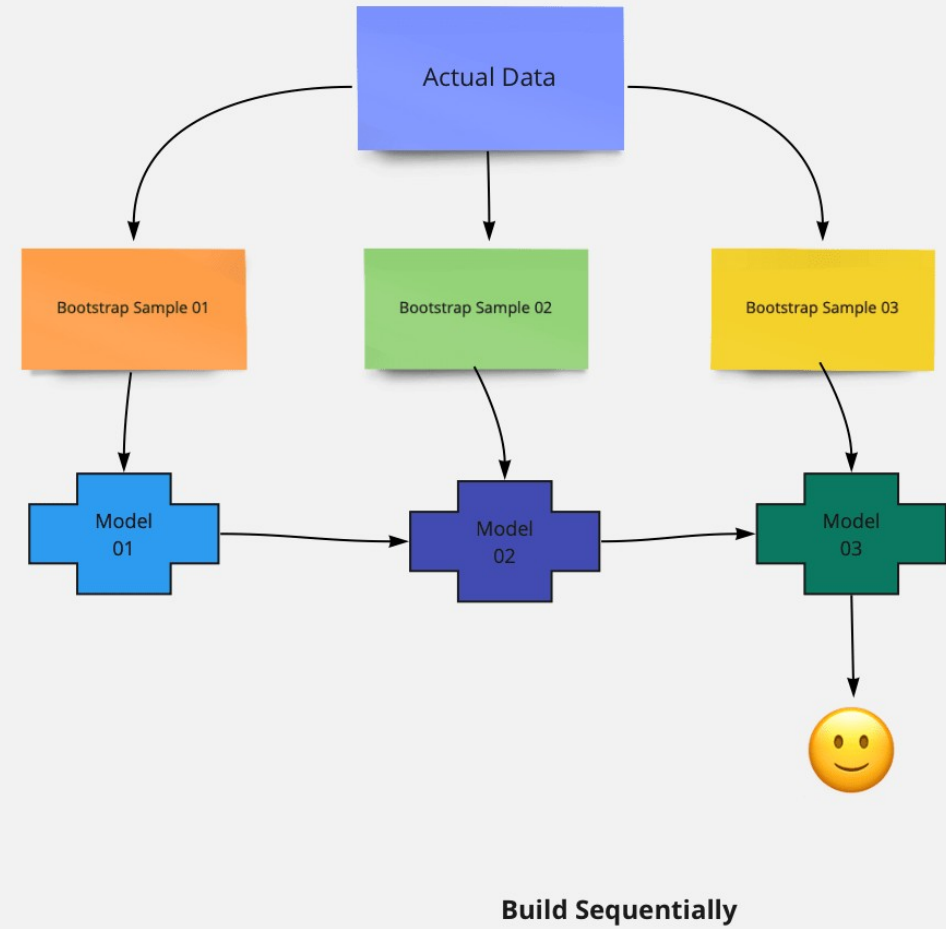 Actual Data
Bootstrap Sample 01
Bootstrap Sample 02
Bootstrap Sample 03
Model
01
Model
02
Model
03
Build Sequentially